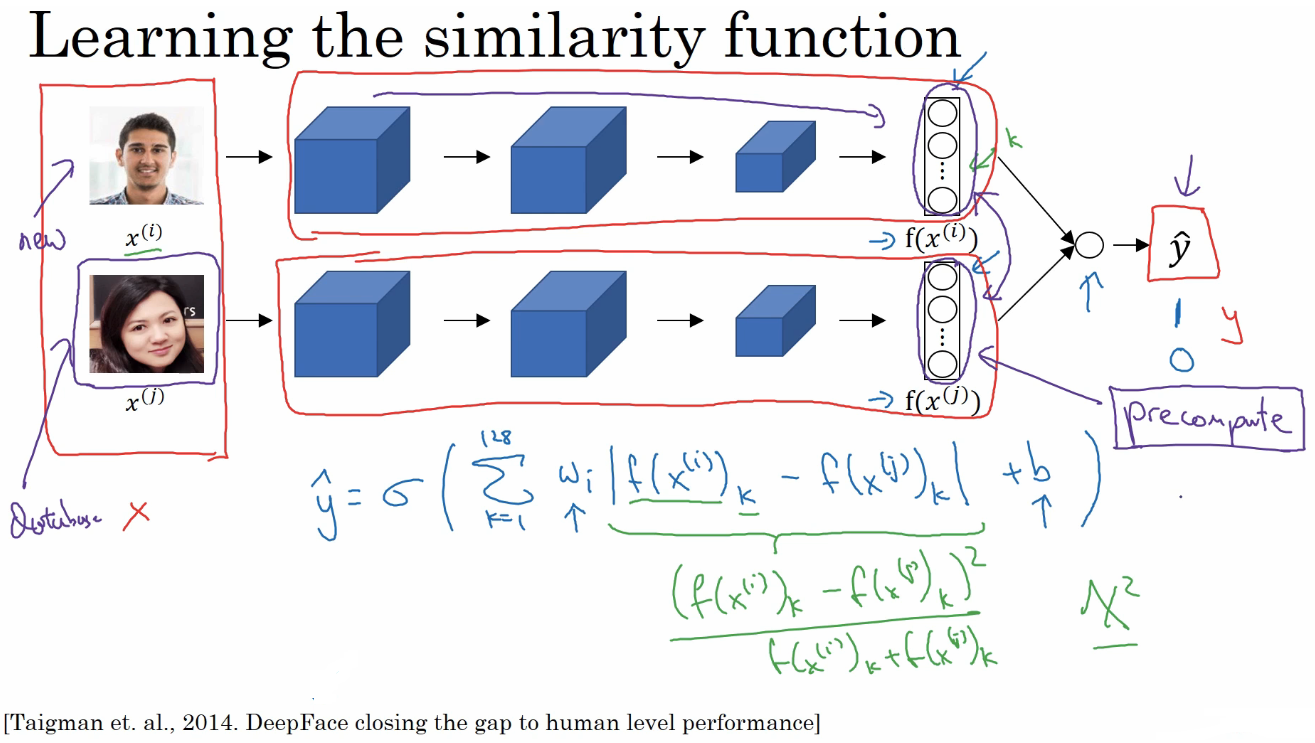 Learning the similarity function
k
new
x^(i)
→ f(x^(i))
ŷ
rs
1
y
0
x^(j)
→ f(x^(j))
precompute
Database x
ŷ = σ ( ∑_{k=1}^{128} w_i | f(x^(i))_k - f(x^(j))_k | + b )
(f(x^(i))_k - f(x^(j))_k)^2
χ^2
f(x^(i))_k + f(x^(j))_k
[Taigman et. al., 2014. DeepFace closing the gap to human level performance]